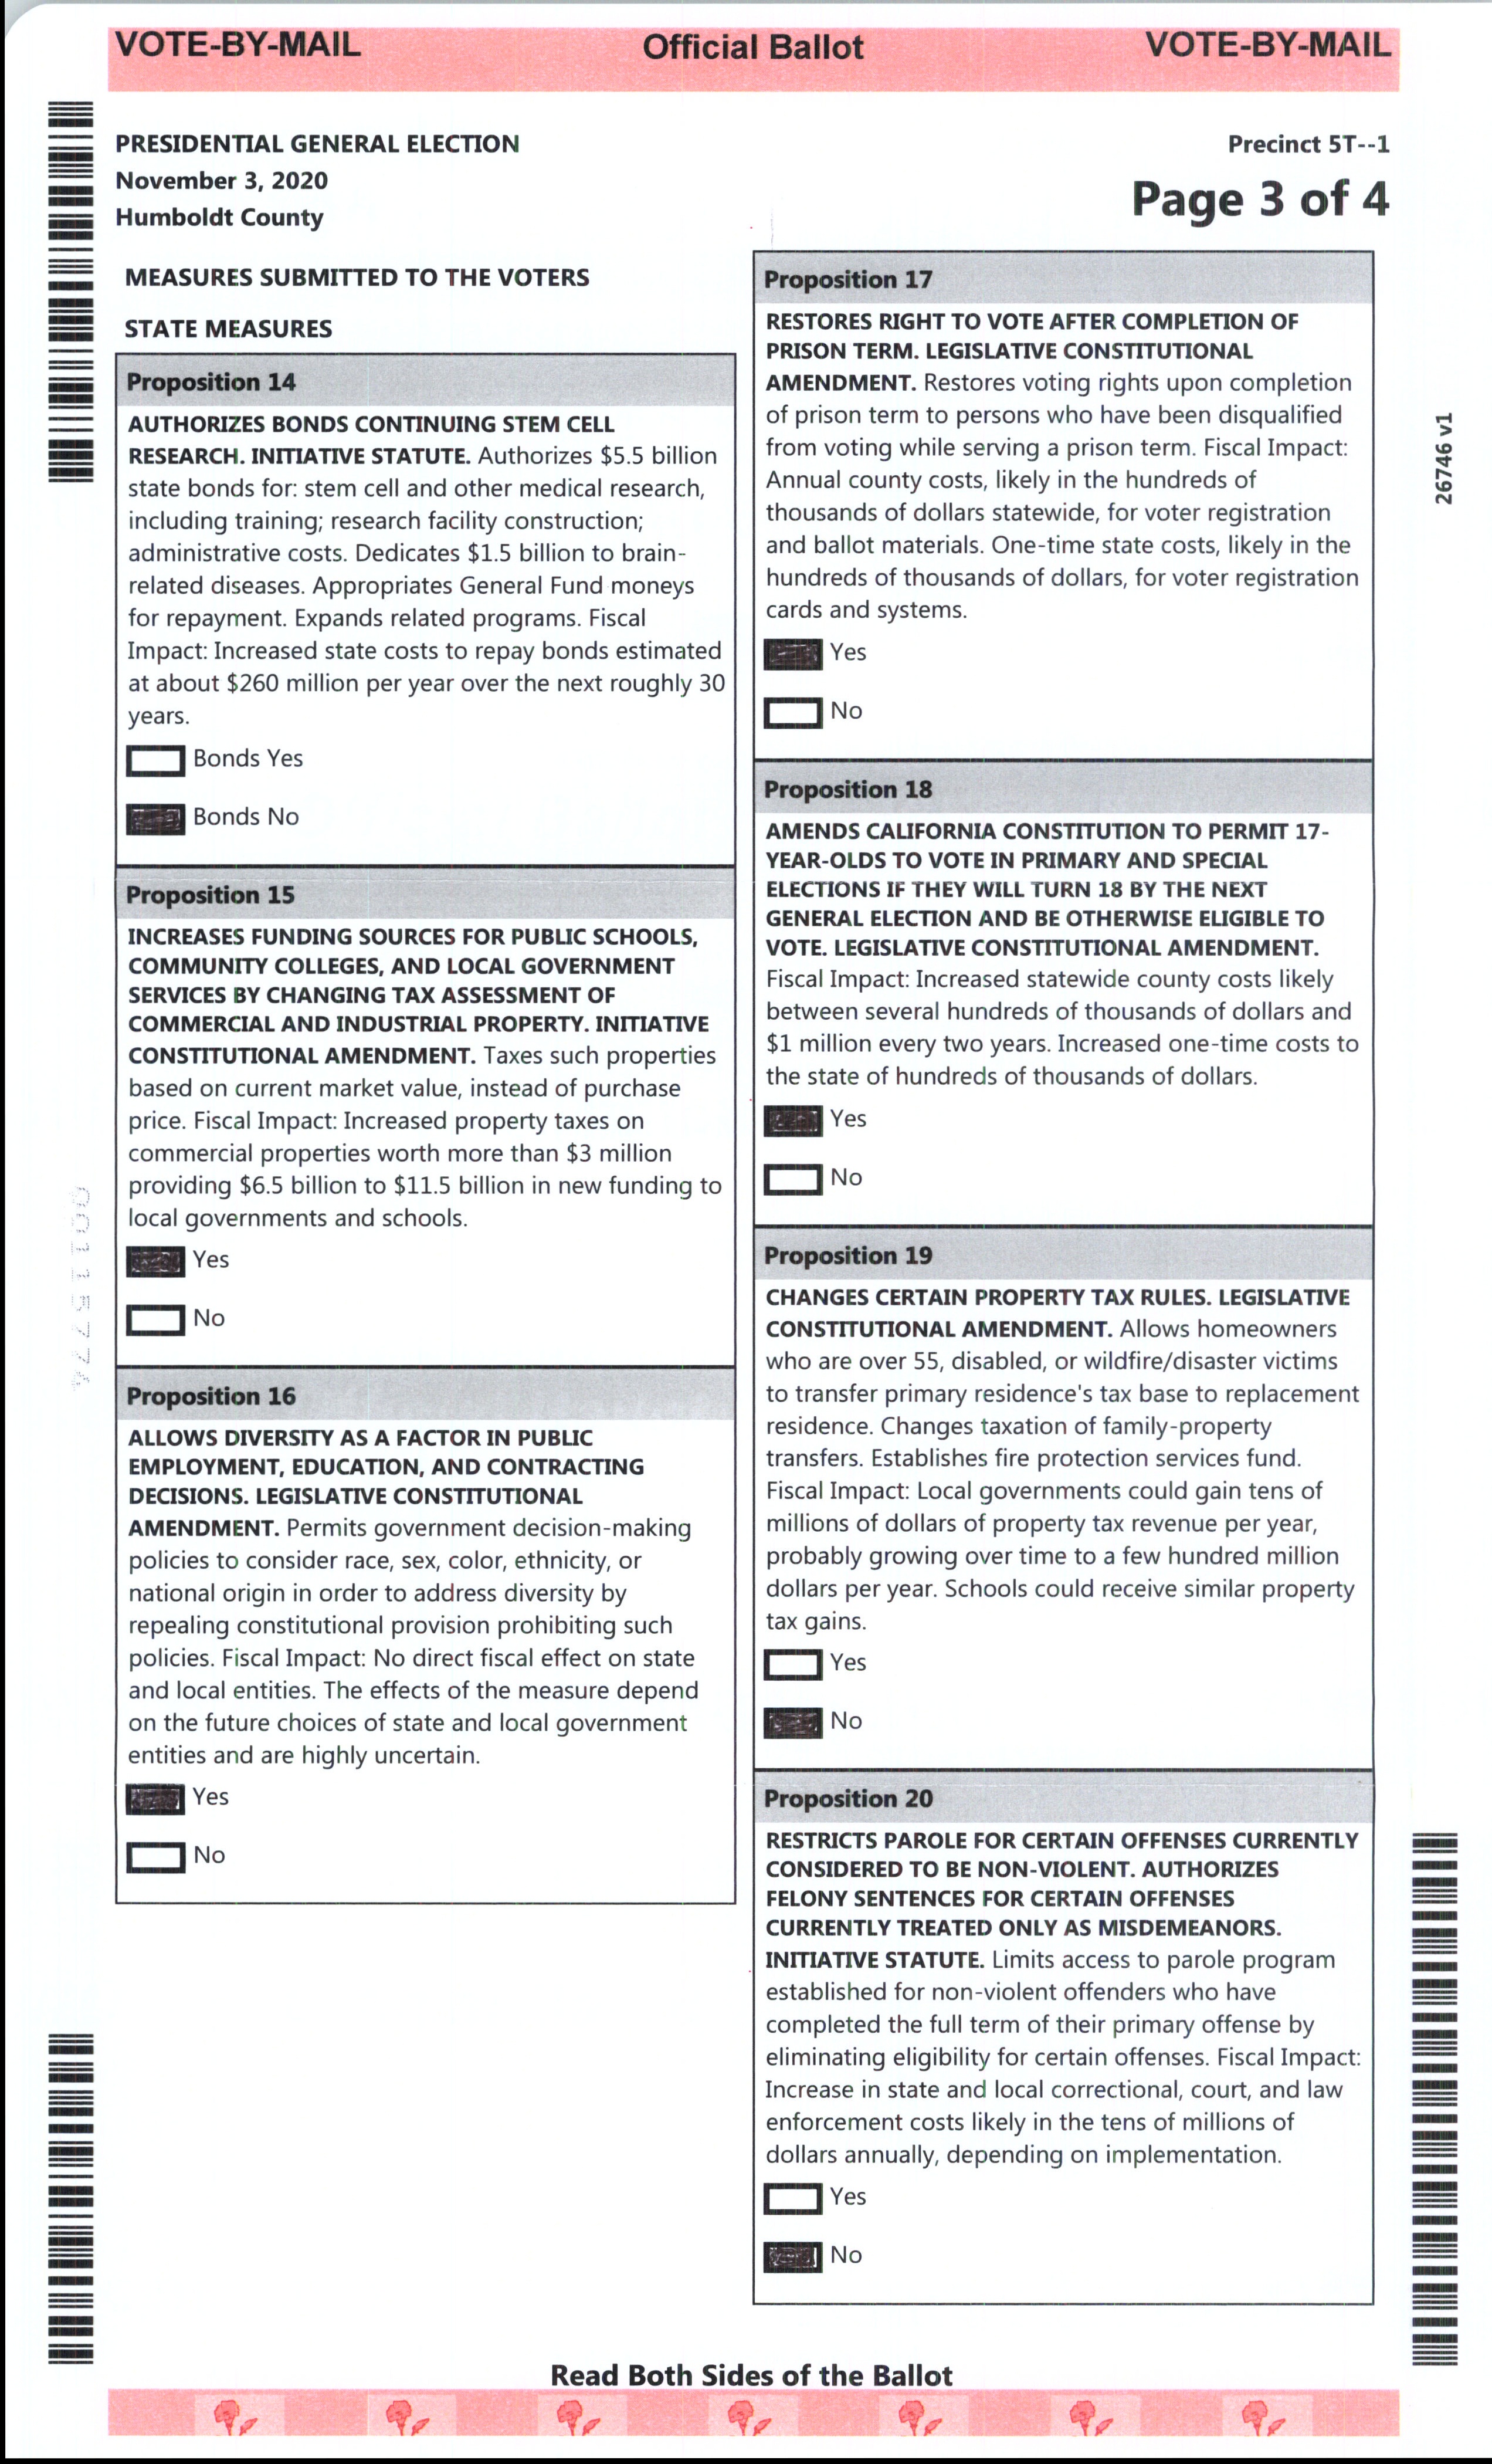 VOTE-BY-MAIL Official Ballot VOTE-BY-MAIL
PRESIDENTIAL GENERAL ELECTION
November 3, 2020
Humboldt County
Precinct 5T--1
Page 3 of 4
MEASURES SUBMITTED TO THE VOTERS
STATE MEASURES
Proposition 14
AUTHORIZES BONDS CONTINUING STEM CELL
RESEARCH. INITIATIVE STATUTE. Authorizes $5.5 billion
state bonds for: stem cell and other medical research,
including training; research facility construction;
administrative costs. Dedicates $1.5 billion to brain-
related diseases. Appropriates General Fund moneys
for repayment. Expands related programs. Fiscal
Impact: Increased state costs to repay bonds estimated
at about $260 million per year over the next roughly 30
years.
Bonds Yes
Bonds No
Proposition 15
INCREASES FUNDING SOURCES FOR PUBLIC SCHOOLS,
COMMUNITY COLLEGES, AND LOCAL GOVERNMENT
SERVICES BY CHANGING TAX ASSESSMENT OF
COMMERCIAL AND INDUSTRIAL PROPERTY. INITIATIVE
CONSTITUTIONAL AMENDMENT. Taxes such properties
based on current market value, instead of purchase
price. Fiscal Impact: Increased property taxes on
commercial properties worth more than $3 million
providing $6.5 billion to $11.5 billion in new funding to
local governments and schools.
Yes
No
Proposition 16
ALLOWS DIVERSITY AS A FACTOR IN PUBLIC
EMPLOYMENT, EDUCATION, AND CONTRACTING
DECISIONS. LEGISLATIVE CONSTITUTIONAL
AMENDMENT. Permits government decision-making
policies to consider race, sex, color, ethnicity, or
national origin in order to address diversity by
repealing constitutional provision prohibiting such
policies. Fiscal Impact: No direct fiscal effect on state
and local entities. The effects of the measure depend
on the future choices of state and local government
entities and are highly uncertain.
Yes
No
Proposition 17
RESTORES RIGHT TO VOTE AFTER COMPLETION OF
PRISON TERM. LEGISLATIVE CONSTITUTIONAL
AMENDMENT. Restores voting rights upon completion
of prison term to persons who have been disqualified
from voting while serving a prison term. Fiscal Impact:
Annual county costs, likely in the hundreds of
thousands of dollars statewide, for voter registration
and ballot materials. One-time state costs, likely in the
hundreds of thousands of dollars, for voter registration
cards and systems.
Yes
No
Proposition 18
AMENDS CALIFORNIA CONSTITUTION TO PERMIT 17-
YEAR-OLDS TO VOTE IN PRIMARY AND SPECIAL
ELECTIONS IF THEY WILL TURN 18 BY THE NEXT
GENERAL ELECTION AND BE OTHERWISE ELIGIBLE TO
VOTE. LEGISLATIVE CONSTITUTIONAL AMENDMENT.
Fiscal Impact: Increased statewide county costs likely
between several hundreds of thousands of dollars and
$1 million every two years. Increased one-time costs to
the state of hundreds of thousands of dollars.
Yes
No
Proposition 19
CHANGES CERTAIN PROPERTY TAX RULES. LEGISLATIVE
CONSTITUTIONAL AMENDMENT. Allows homeowners
who are over 55, disabled, or wildfire/disaster victims
to transfer primary residence's tax base to replacement
residence. Changes taxation of family-property
transfers. Establishes fire protection services fund.
Fiscal Impact: Local governments could gain tens of
millions of dollars of property tax revenue per year,
probably growing over time to a few hundred million
dollars per year. Schools could receive similar property
tax gains.
Yes
No
Proposition 20
RESTRICTS PAROLE FOR CERTAIN OFFENSES CURRENTLY
CONSIDERED TO BE NON-VIOLENT. AUTHORIZES
FELONY SENTENCES FOR CERTAIN OFFENSES
CURRENTLY TREATED ONLY AS MISDEMEANORS.
INITIATIVE STATUTE. Limits access to parole program
established for non-violent offenders who have
completed the full term of their primary offense by
eliminating eligibility for certain offenses. Fiscal Impact:
Increase in state and local correctional, court, and law
enforcement costs likely in the tens of millions of
dollars annually, depending on implementation.
Yes
No
26746 v1
Read Both Sides of the Ballot